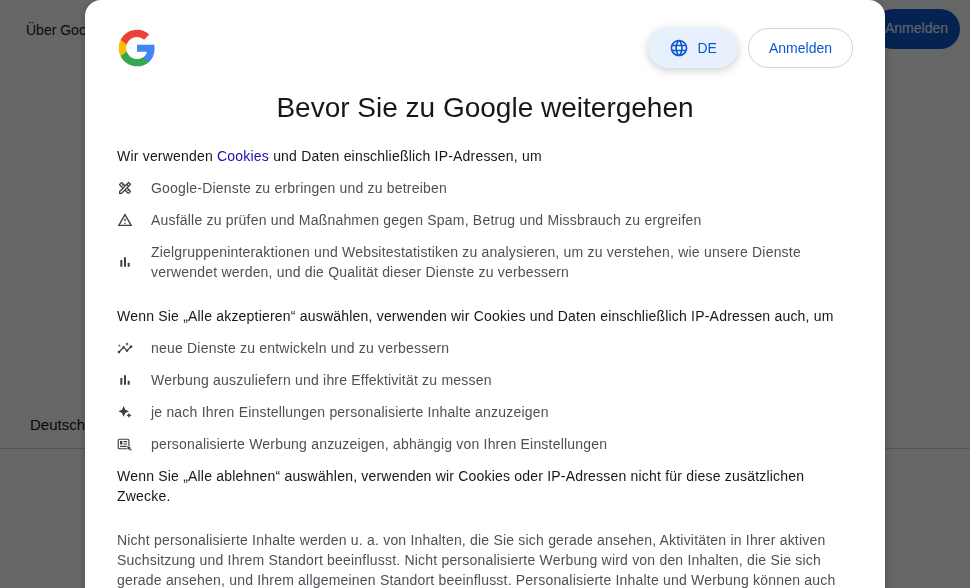 Über Goo
Anmelden
DE
Anmelden
Bevor Sie zu Google weitergehen
Wir verwenden Cookies und Daten einschließlich IP-Adressen, um
Google-Dienste zu erbringen und zu betreiben
Ausfälle zu prüfen und Maßnahmen gegen Spam, Betrug und Missbrauch zu ergreifen
Zielgruppeninteraktionen und Websitestatistiken zu analysieren, um zu verstehen, wie unsere Dienste
verwendet werden, und die Qualität dieser Dienste zu verbessern
Wenn Sie „Alle akzeptieren“ auswählen, verwenden wir Cookies und Daten einschließlich IP-Adressen auch, um
neue Dienste zu entwickeln und zu verbessern
Werbung auszuliefern und ihre Effektivität zu messen
je nach Ihren Einstellungen personalisierte Inhalte anzuzeigen
Deutsch
personalisierte Werbung anzuzeigen, abhängig von Ihren Einstellungen
Wenn Sie „Alle ablehnen“ auswählen, verwenden wir Cookies oder IP-Adressen nicht für diese zusätzlichen
Zwecke.
Nicht personalisierte Inhalte werden u. a. von Inhalten, die Sie sich gerade ansehen, Aktivitäten in Ihrer aktiven
Suchsitzung und Ihrem Standort beeinflusst. Nicht personalisierte Werbung wird von den Inhalten, die Sie sich
gerade ansehen, und Ihrem allgemeinen Standort beeinflusst. Personalisierte Inhalte und Werbung können auch